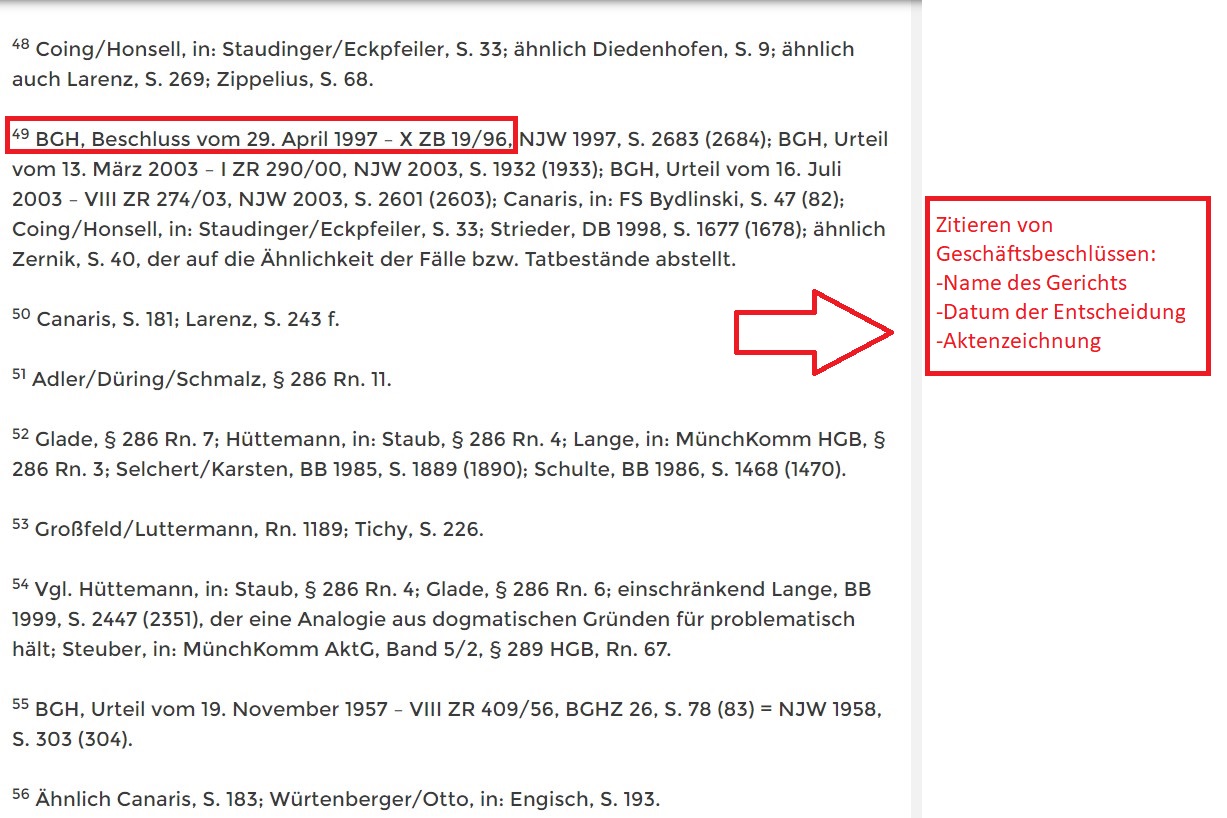 48 Coing/Honsell, in: Staudinger/Eckpfeiler, S. 33; ähnlich Diedenhofen, S. 9; ähnlich
auch Larenz, S. 269; Zippelius, S. 68.
49 BGH, Beschluss vom 29. April 1997 – X ZB 19/96, NJW 1997, S. 2683 (2684); BGH, Urteil
vom 13. März 2003 – I ZR 290/00, NJW 2003, S. 1932 (1933); BGH, Urteil vom 16. Juli
2003 – VIII ZR 274/03, NJW 2003, S. 2601 (2603); Canaris, in: FS Bydlinski, S. 47 (82);
Coing/Honsell, in: Staudinger/Eckpfeiler, S. 33; Strieder, DB 1998, S. 1677 (1678); ähnlich
Zernik, S. 40, der auf die Ähnlichkeit der Fälle bzw. Tatbestände abstellt.
50 Canaris, S. 181; Larenz, S. 243 f.
51 Adler/Düring/Schmalz, § 286 Rn. 11.
52 Glade, § 286 Rn. 7; Hüttemann, in: Staub, § 286 Rn. 4; Lange, in: MünchKomm HGB, §
286 Rn. 3; Selchert/Karsten, BB 1985, S. 1889 (1890); Schulte, BB 1986, S. 1468 (1470).
53 Großfeld/Luttermann, Rn. 1189; Tichy, S. 226.
54 Vgl. Hüttemann, in: Staub, § 286 Rn. 4; Glade, § 286 Rn. 6; einschränkend Lange, BB
1999, S. 2447 (2351), der eine Analogie aus dogmatischen Gründen für problematisch
hält; Steuber, in: MünchKomm AktG, Band 5/2, § 289 HGB, Rn. 67.
55 BGH, Urteil vom 19. November 1957 – VIII ZR 409/56, BGHZ 26, S. 78 (83) = NJW 1958,
S. 303 (304).
56 Ähnlich Canaris, S. 183; Würtenberger/Otto, in: Engisch, S. 193.
Zitieren von
Geschäftsbeschlüssen:
-Name des Gerichts
-Datum der Entscheidung
-Aktenzeichnung